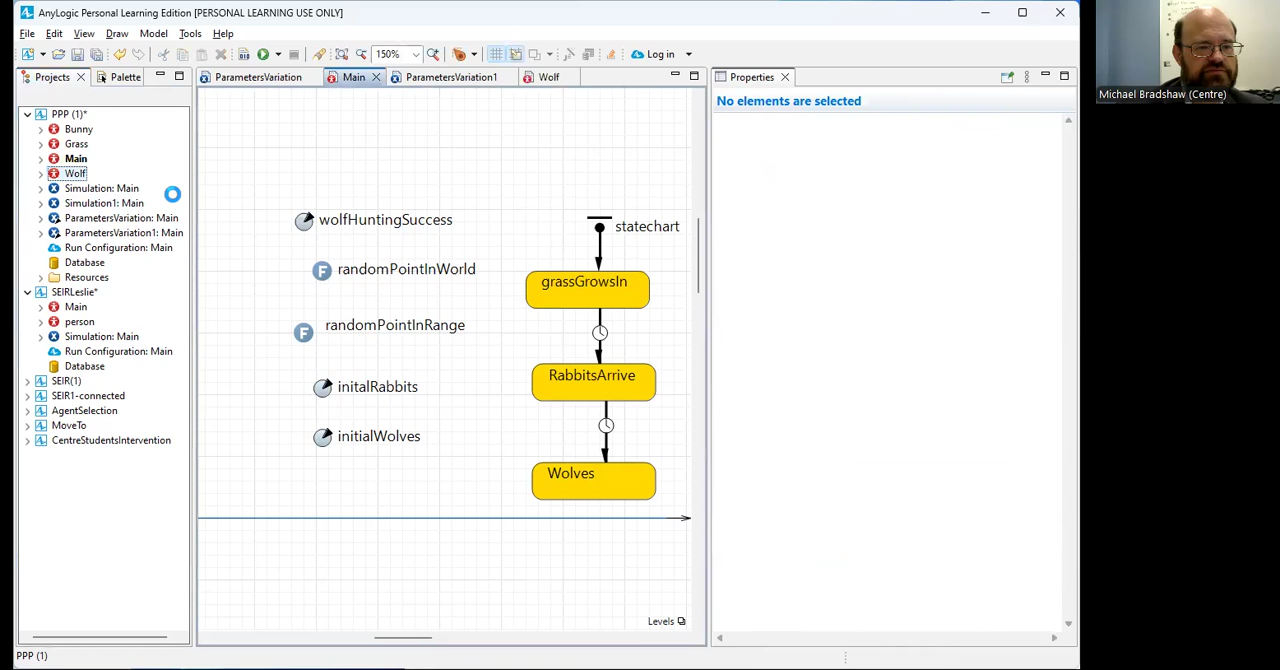 AnyLogic Personal Learning Edition [PERSONAL LEARNING USE ONLY]
File Edit View Draw Model Tools Help
150% Log in
Projects Palette
ParametersVariation Main ParametersVariation1 Wolf
Properties
No elements are selected
PPP (1)*
Bunny
Grass
Main
Wolf
Simulation: Main
Simulation1: Main
ParametersVariation: Main
ParametersVariation1: Main
Run Configuration: Main
Database
Resources
SEIRLeslie*
Main
person
Simulation: Main
Run Configuration: Main
Database
SEIR(1)
SEIR1-connected
AgentSelection
MoveTo
CentreStudentsIntervention
wolfHuntingSuccess
F randomPointInWorld
F randomPointInRange
initalRabbits
initialWolves
statechart
grassGrowsIn
RabbitsArrive
Wolves
Levels
PPP (1)
Michael Bradshaw (Centre)